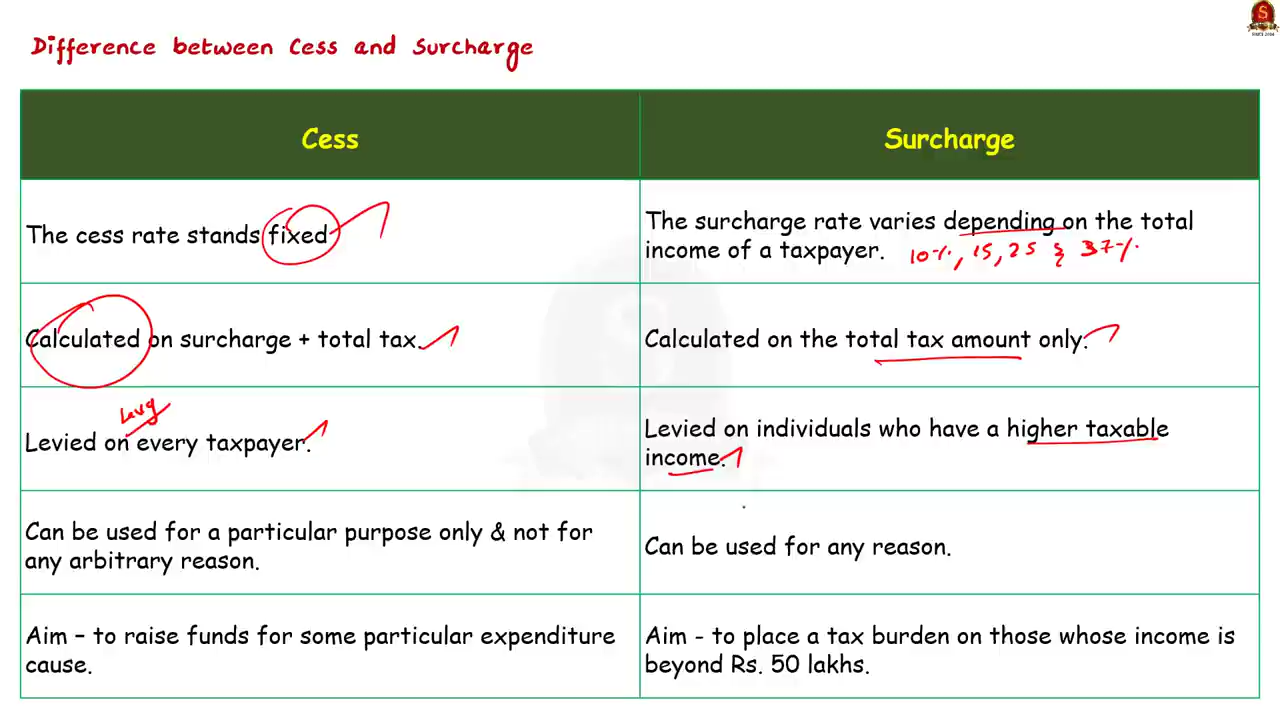 Difference between Cess and Surcharge
S
SINCE 2004
Cess
Surcharge
The cess rate stands fixed
The surcharge rate varies depending on the total
income of a taxpayer. 10%, 15, 25 & 37%
Calculated on surcharge + total tax.
Calculated on the total tax amount only.
Levy
Levied on every taxpayer.
Levied on individuals who have a higher taxable
income.
Can be used for a particular purpose only & not for
any arbitrary reason.
Can be used for any reason.
Aim – to raise funds for some particular expenditure
cause.
Aim - to place a tax burden on those whose income is
beyond Rs. 50 lakhs.